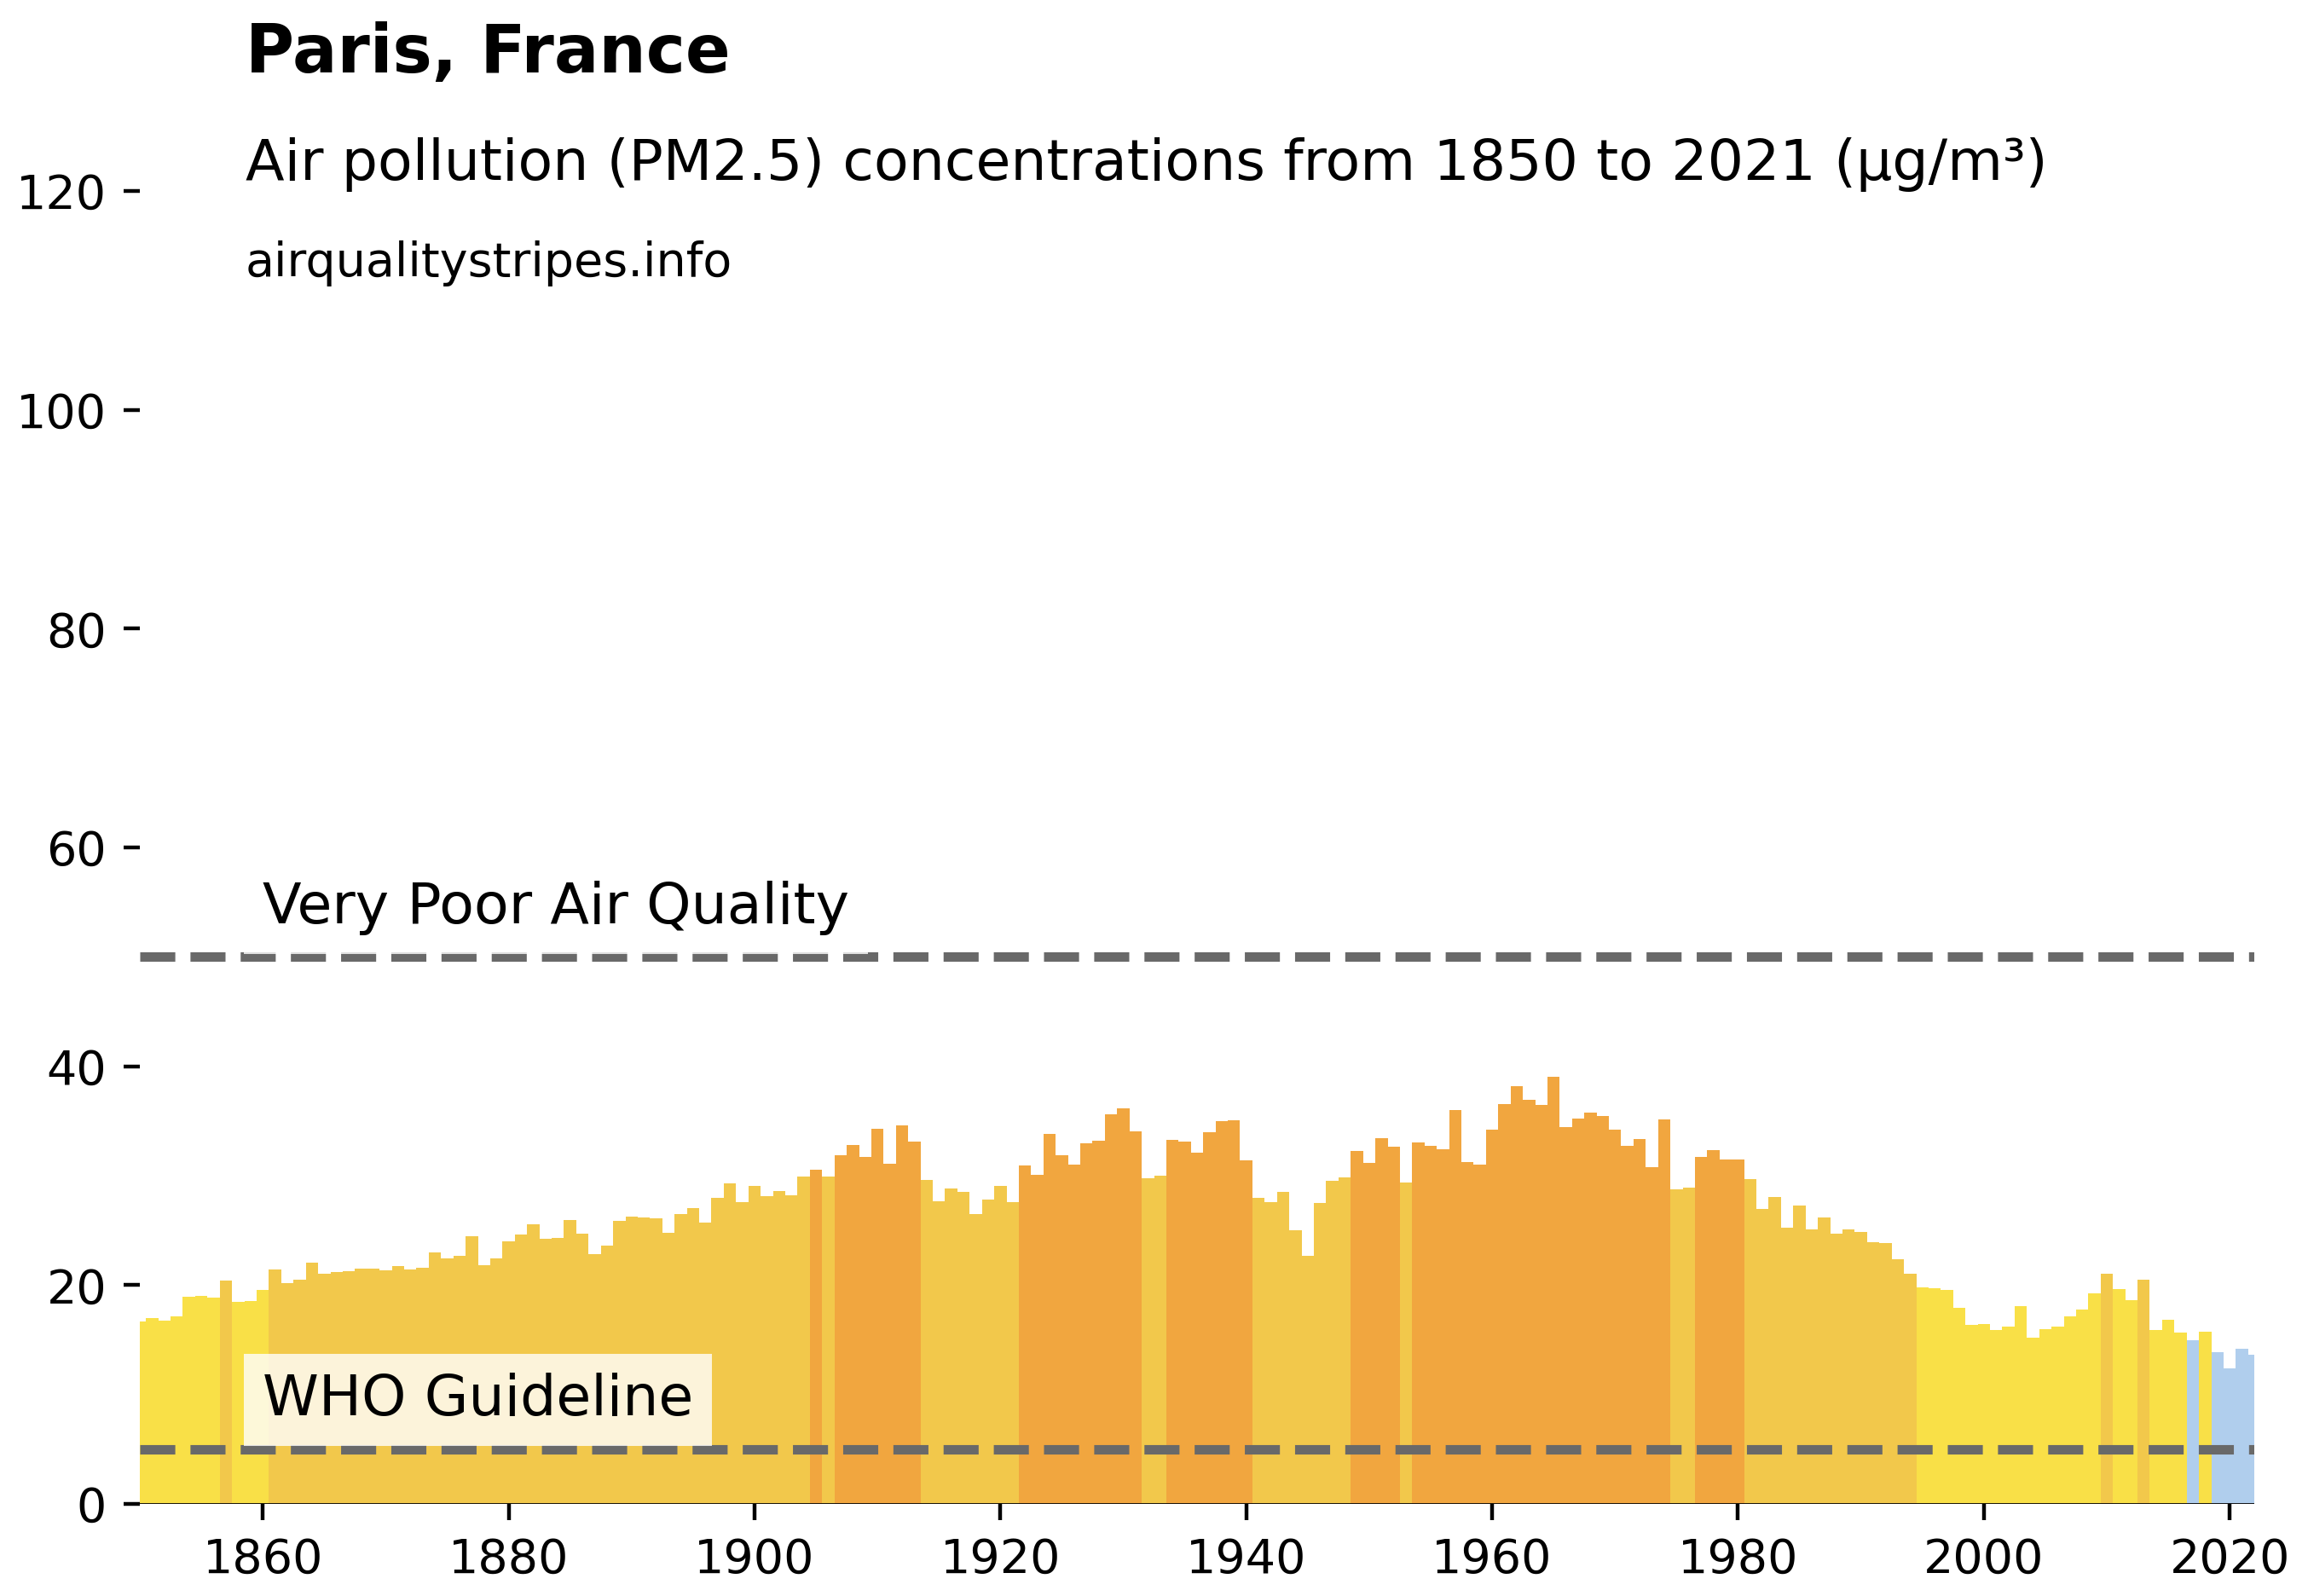 Paris, France
Air pollution (PM2.5) concentrations from 1850 to 2021 (µg/m³)
120
airqualitystripes.info
100
80
60
Very Poor Air Quality
40
20
WHO Guideline
0
1860 1880 1900 1920 1940 1960 1980 2000 2020